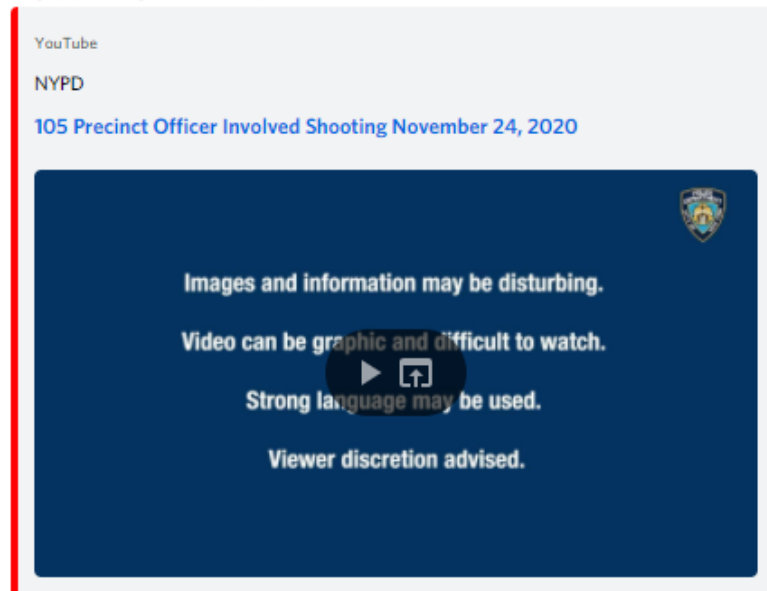 YouTube
NYPD
105 Precinct Officer Involved Shooting November 24, 2020
Images and information may be disturbing.
Video can be graphic and difficult to watch.
Strong language may be used.
Viewer discretion advised.